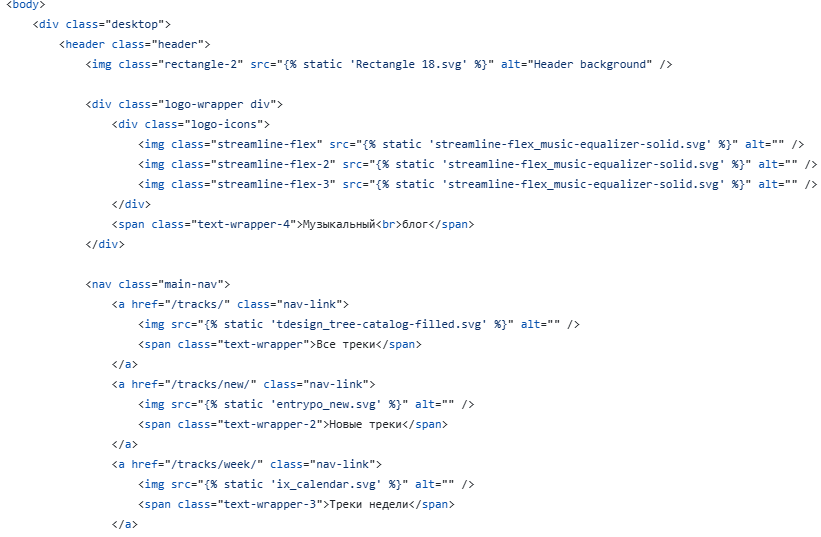 <body>
<div class="desktop">
<header class="header">
<img class="rectangle-2" src="{% static 'Rectangle 18.svg' %}" alt="Header background" />
<div class="logo-wrapper div">
<div class="logo-icons">
<img class="streamline-flex" src="{% static 'streamline-flex_music-equalizer-solid.svg' %}" alt="" />
<img class="streamline-flex-2" src="{% static 'streamline-flex_music-equalizer-solid.svg' %}" alt="" />
<img class="streamline-flex-3" src="{% static 'streamline-flex_music-equalizer-solid.svg' %}" alt="" />
</div>
<span class="text-wrapper-4">Музыкальный<br>блог</span>
</div>
<nav class="main-nav">
<a href="/tracks/" class="nav-link">
<img src="{% static 'tdesign_tree-catalog-filled.svg' %}" alt="" />
<span class="text-wrapper">Все треки</span>
</a>
<a href="/tracks/new/" class="nav-link">
<img src="{% static 'entrypo_new.svg' %}" alt="" />
<span class="text-wrapper-2">Новые треки</span>
</a>
<a href="/tracks/week/" class="nav-link">
<img src="{% static 'ix_calendar.svg' %}" alt="" />
<span class="text-wrapper-3">Треки недели</span>
</a>